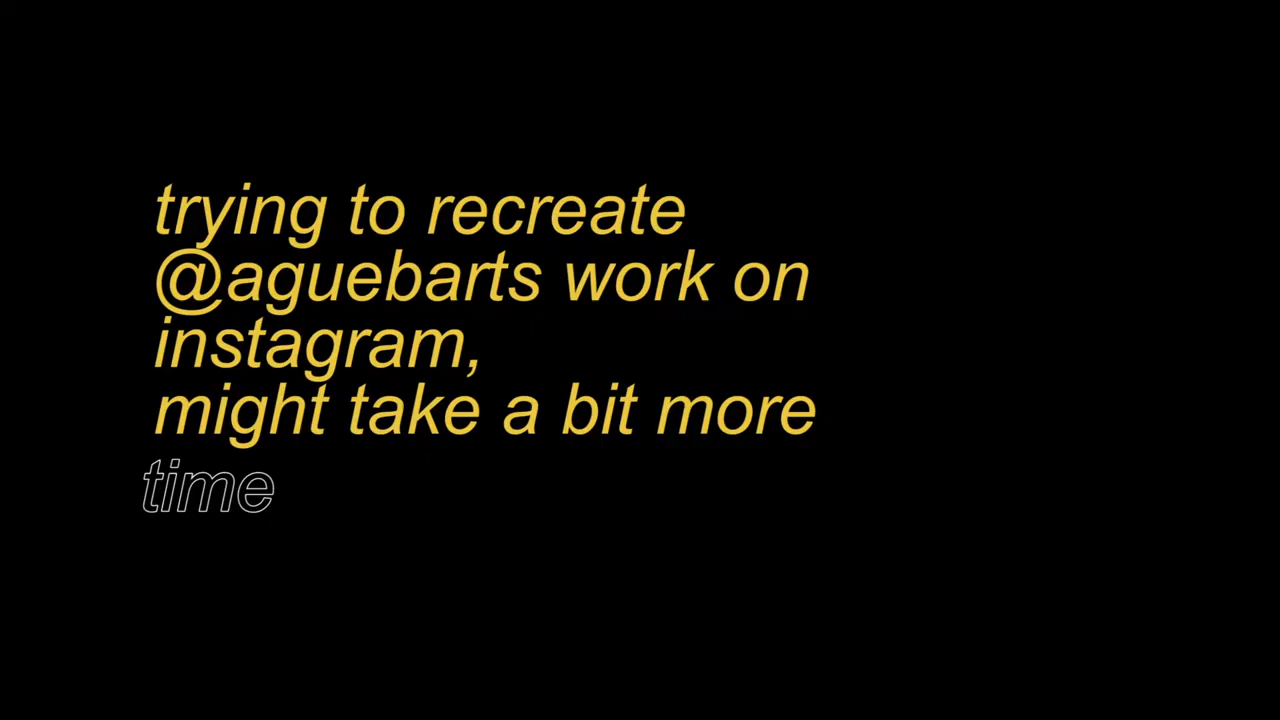 trying to recreate
@aguebarts work on
instagram,
might take a bit more
time